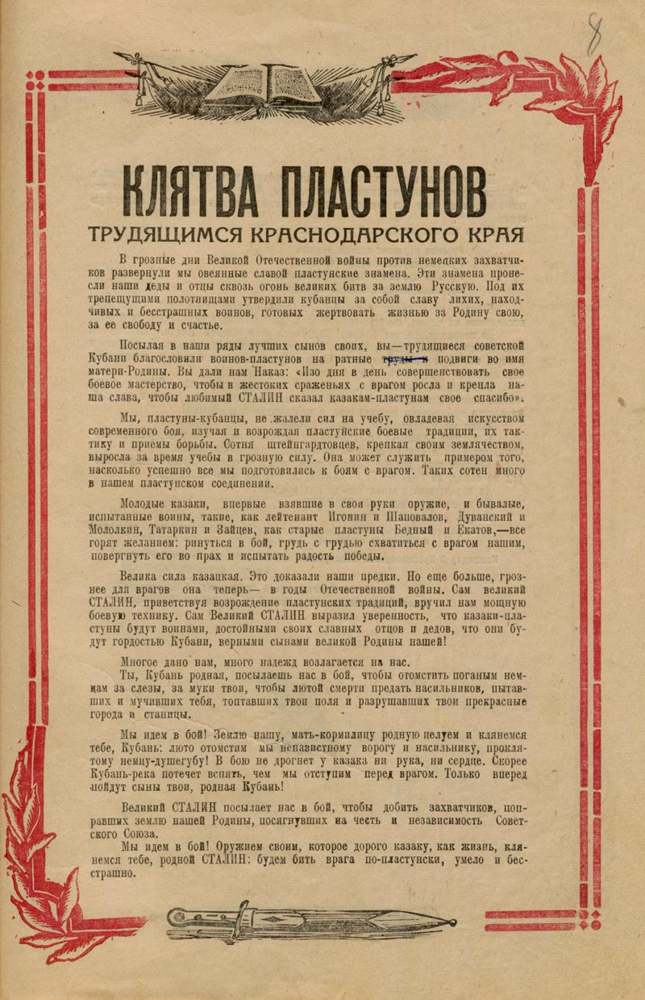 8
КЛЯТВА ПЛАСТУНОВ
ТРУДЯЩИМСЯ КРАСНОДАРСКОГО КРАЯ
В грозные дни Великой Отечественной войны против немецких захватчи-
ков развернули мы овеянные славой пластунские знамена. Эти знамена проне-
сли наши деды и отцы сквозь огонь великих битв за землю Русскую. Под их
трепещущими полотнищами утвердили кубанцы за собой славу лихих, наход-
чивых и бесстрашных воинов, готовых жертвовать жизнью за Родину свою,
за ее свободу и счастье.
Посылая в наши ряды лучших сынов своих, вы—трудящиеся советской
Кубани благословили воинов-пластунов на ратные труды и подвиги во имя
матери-Родины. Вы дали нам Наказ: «Изо дня в день совершенствовать свое
боевое мастерство, чтобы в жестоких сраженьях с врагом росла и крепла на-
ша слава, чтобы любимый СТАЛИН сказал казакам-пластунам свое спасибо».
Мы, пластуны-кубанцы, не жалели сил на учебу, овладевая искусством
современного боя, изучая и возрождая пластунские боевые традиции, их так-
тику и приемы борьбы. Сотня штейнгардтовцев, крепкая своим землячеством,
выросла за время учебы в грозную силу. Она может служить примером того,
насколько успешно все мы подготовились к боям с врагом. Таких сотен много
в нашем пластунском соединении.
Молодые казаки, впервые взявшие в свои руки оружие, и бывалые,
испытанные воины, такие, как лейтенант Игонин и Шаповалов, Дуванский и
Мололкин, Татаркин и Зайцев, как старые пластуны Бедный и Екатов,—все
горят желанием: ринуться в бой, грудь с грудью схватиться с врагом нашим,
повергнуть его во прах и испытать радость победы.
Велика сила казацкая. Это доказали наши предки. Но еще больше, гроз-
нее для врагов она теперь— в годы Отечественной войны. Сам великий
СТАЛИН, приветствуя возрождение пластунских традиций, вручил нам мощную
боевую технику. Сам Великий СТАЛИН выразил уверенность, что казаки-пла-
стуны будут воинами, достойными своих славных отцов и дедов, что они бу-
дут гордостью Кубани, верными сынами великой Родины нашей!
Многое дано нам, много надежд возлагается на нас.
Ты, Кубань родная, посылаешь нас в бой, чтобы отомстить поганым нем-
цам за слезы, за муки твои, чтобы лютой смерти предать насильников, пытав-
ших и мучивших тебя, топтавших твои поля и разрушавших твои прекрасные
города и станицы.
Мы идем в бой! Землю нашу, мать-кормилицу родную целуем и клянемся
тебе, Кубань: люто отомстим мы ненавистному ворогу и насильнику, прокля-
тому немцу-душегубу! В бою не дрогнет у казака ни рука, ни сердце. Скорее
Кубань-река потечет вспять, чем мы отступим перед врагом. Только вперед
пойдут сыны твои, родная Кубань!
Великий СТАЛИН посылает нас в бой, чтобы добить захватчиков, поп-
равших землю нашей Родины, посягнувших на честь и независимость Совет-
ского Союза.
Мы идем в бой! Оружием своим, которое дорого казаку, как жизнь, кля-
немся тебе, родной СТАЛИН: будем бить врага по-пластунски, умело и бес-
страшно.